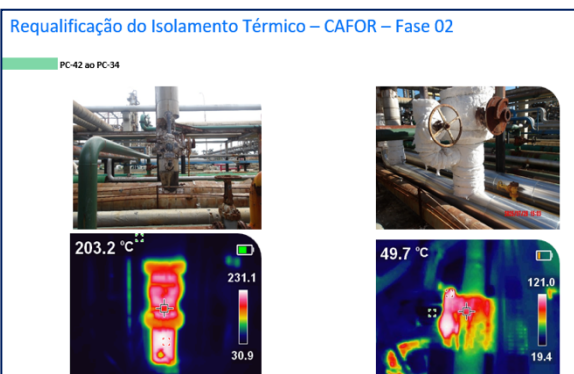 Requalificação do Isolamento Térmico – CAFOR – Fase 02
PC-42 ao PC-34
203.2 °C
231.1
30.9
49.7 °C
121.0
19.4